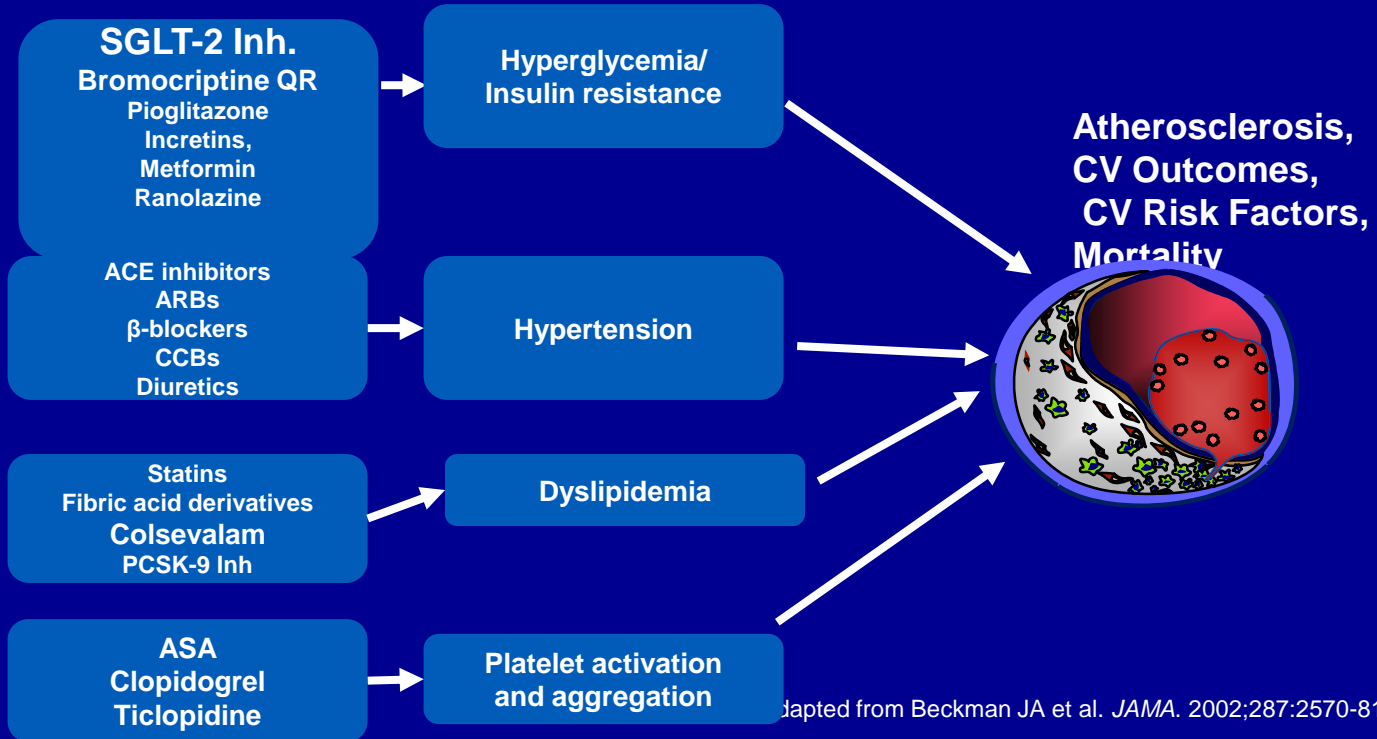 SGLT-2 Inh.
Bromocriptine QR
Pioglitazone
Incretins,
Metformin
Ranolazine
Hyperglycemia/
Insulin resistance
Atherosclerosis,
CV Outcomes,
CV Risk Factors,
Mortality
ACE inhibitors
ARBs
β-blockers
CCBs
Diuretics
Hypertension
Statins
Fibric acid derivatives
Colsevalam
PCSK-9 Inh
Dyslipidemia
ASA
Clopidogrel
Ticlopidine
Platelet activation
and aggregation
dapted from Beckman JA et al. JAMA. 2002;287:2570-81